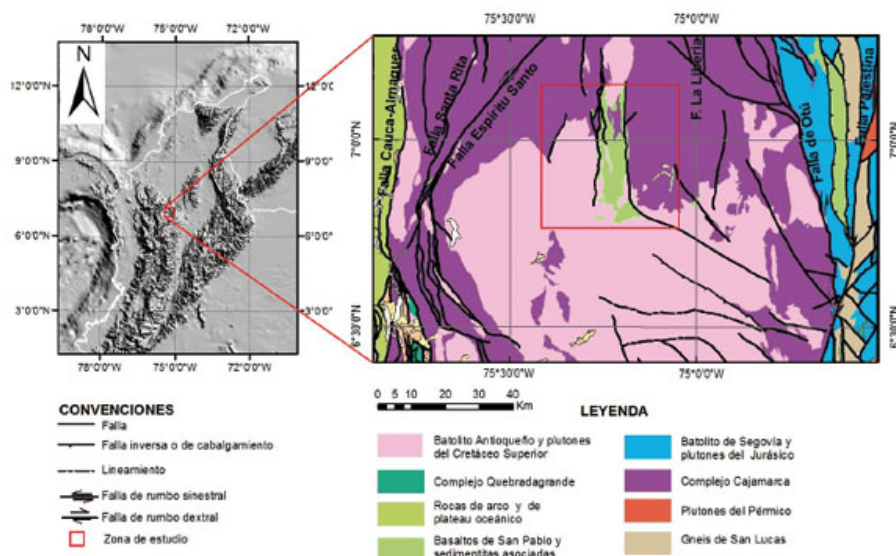 78°0'0"W 75°0'0"W 72°0'0"W
N
12°0'0"N 12°0'0"N
9°0'0"N 9°0'0"N
6°0'0"N 6°0'0"N
3°0'0"N 3°0'0"N
78°0'0"W 75°0'0"W 72°0'0"W
75°30'0"W 75°0'0"W
Falla Cauca-Almaguer
Falla Santa Rita
Falla Espíritu Santo
F. La Liberia
Falla de Otú
Falla Palestina
7°0'0"N 7°0'0"N
6°30'0"N 6°30'0"N
75°30'0"W 75°0'0"W
0 5 10 20 30 40
Km
CONVENCIONES
Falla
Falla inversa o de cabalgamiento
Lineamiento
Falla de rumbo sinestral
Falla de rumbo dextral
Zona de estudio
LEYENDA
Batolito Antioqueño y plutones
del Cretáceo Superior
Complejo Quebradagrande
Rocas de arco y de
plateau oceánico
Basaltos de San Pablo y
sedimentitas asociadas
Batolito de Segovia y
plutones del Jurásico
Complejo Cajamarca
Plutones del Pérmico
Gneis de San Lucas